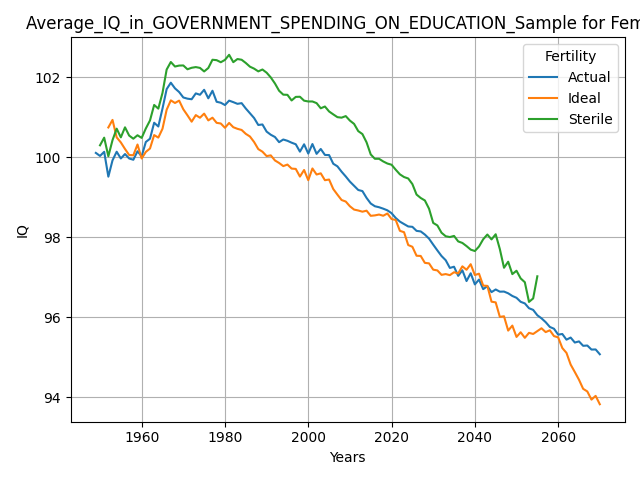 Average_IQ_in_GOVERNMENT_SPENDING_ON_EDUCATION_Sample for Fem
Fertility
Actual
Ideal
Sterile
IQ
102
100
98
96
94
1960 1980 2000 2020 2040 2060
Years